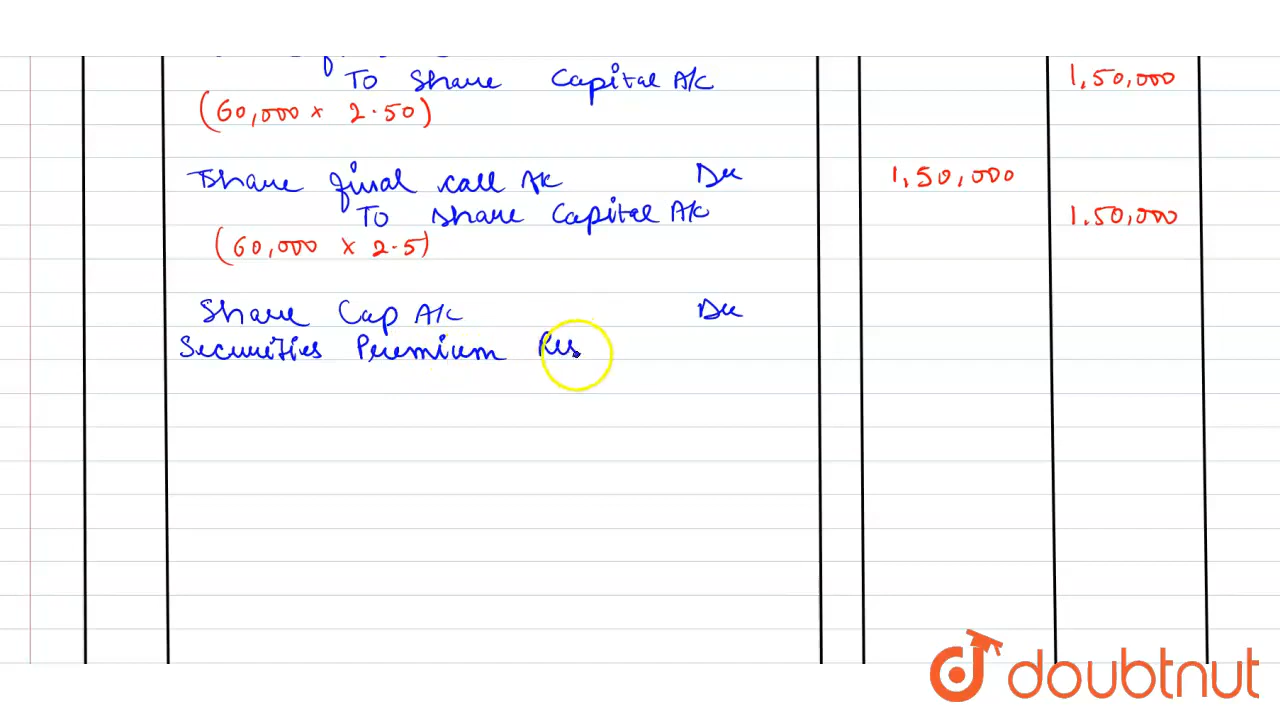 To Share Capital A/c 1,50,000
(60,000 x 2.50)
Share final call A/c Dr 1,50,000
To Share Capital A/c 1.50,000
(60,000 x 2.5)
Share Cap A/c Dr
Securities Premium Res
doubtnut